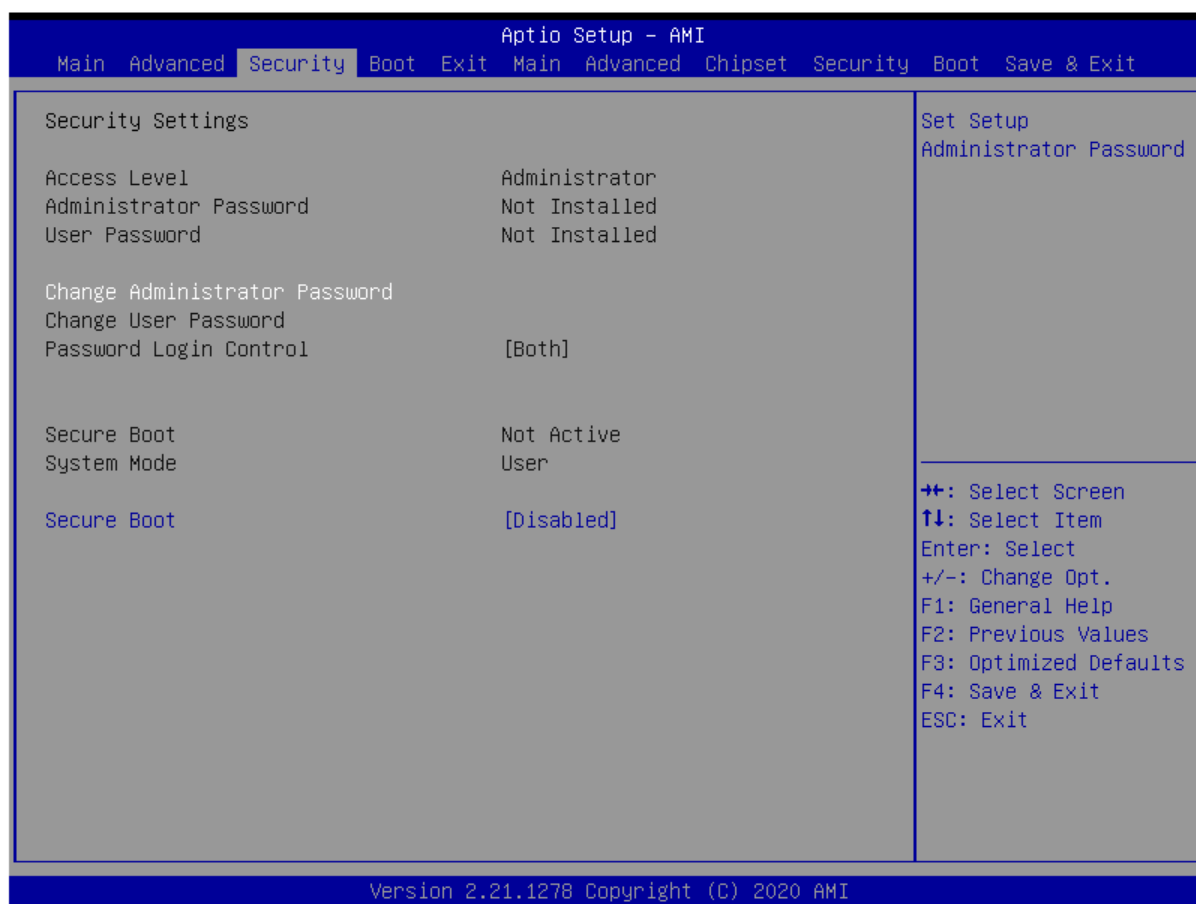 Aptio Setup – AMI
Main Advanced Security Boot Exit Main Advanced Chipset Security Boot Save & Exit
Security Settings
Access Level Administrator
Administrator Password Not Installed
User Password Not Installed
Change Administrator Password
Change User Password
Password Login Control [Both]
Secure Boot Not Active
System Mode User
Secure Boot [Disabled]
Set Setup
Administrator Password
→←: Select Screen
↑↓: Select Item
Enter: Select
+/-: Change Opt.
F1: General Help
F2: Previous Values
F3: Optimized Defaults
F4: Save & Exit
ESC: Exit
Version 2.21.1278 Copyright (C) 2020 AMI